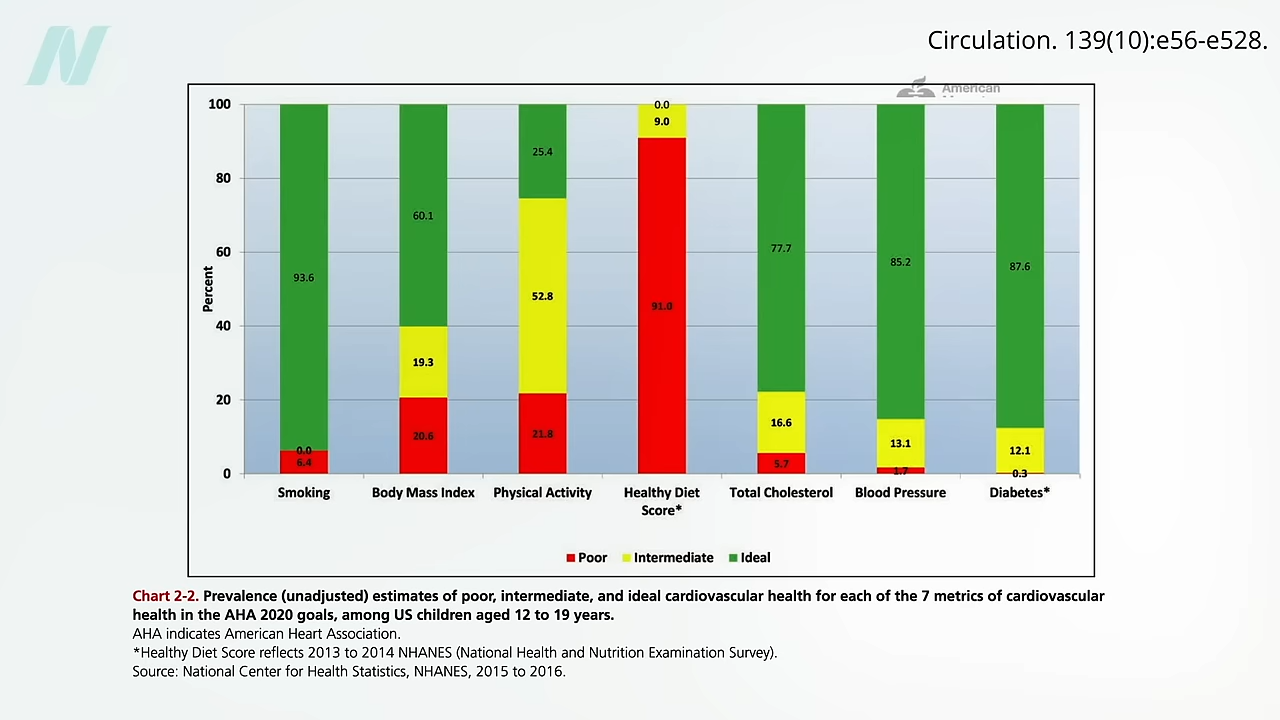 Circulation. 139(10):e56-e528.
N
American
100
80
60
40
20
0
Percent
93.6
0.0
6.4
60.1
19.3
20.6
25.4
52.8
21.8
0.0
9.0
91.0
77.7
16.6
5.7
85.2
13.1
1.7
87.6
12.1
0.3
Smoking
Body Mass Index
Physical Activity
Healthy Diet
Score*
Total Cholesterol
Blood Pressure
Diabetes*
Poor Intermediate Ideal
Chart 2-2. Prevalence (unadjusted) estimates of poor, intermediate, and ideal cardiovascular health for each of the 7 metrics of cardiovascular
health in the AHA 2020 goals, among US children aged 12 to 19 years.
AHA indicates American Heart Association.
*Healthy Diet Score reflects 2013 to 2014 NHANES (National Health and Nutrition Examination Survey).
Source: National Center for Health Statistics, NHANES, 2015 to 2016.